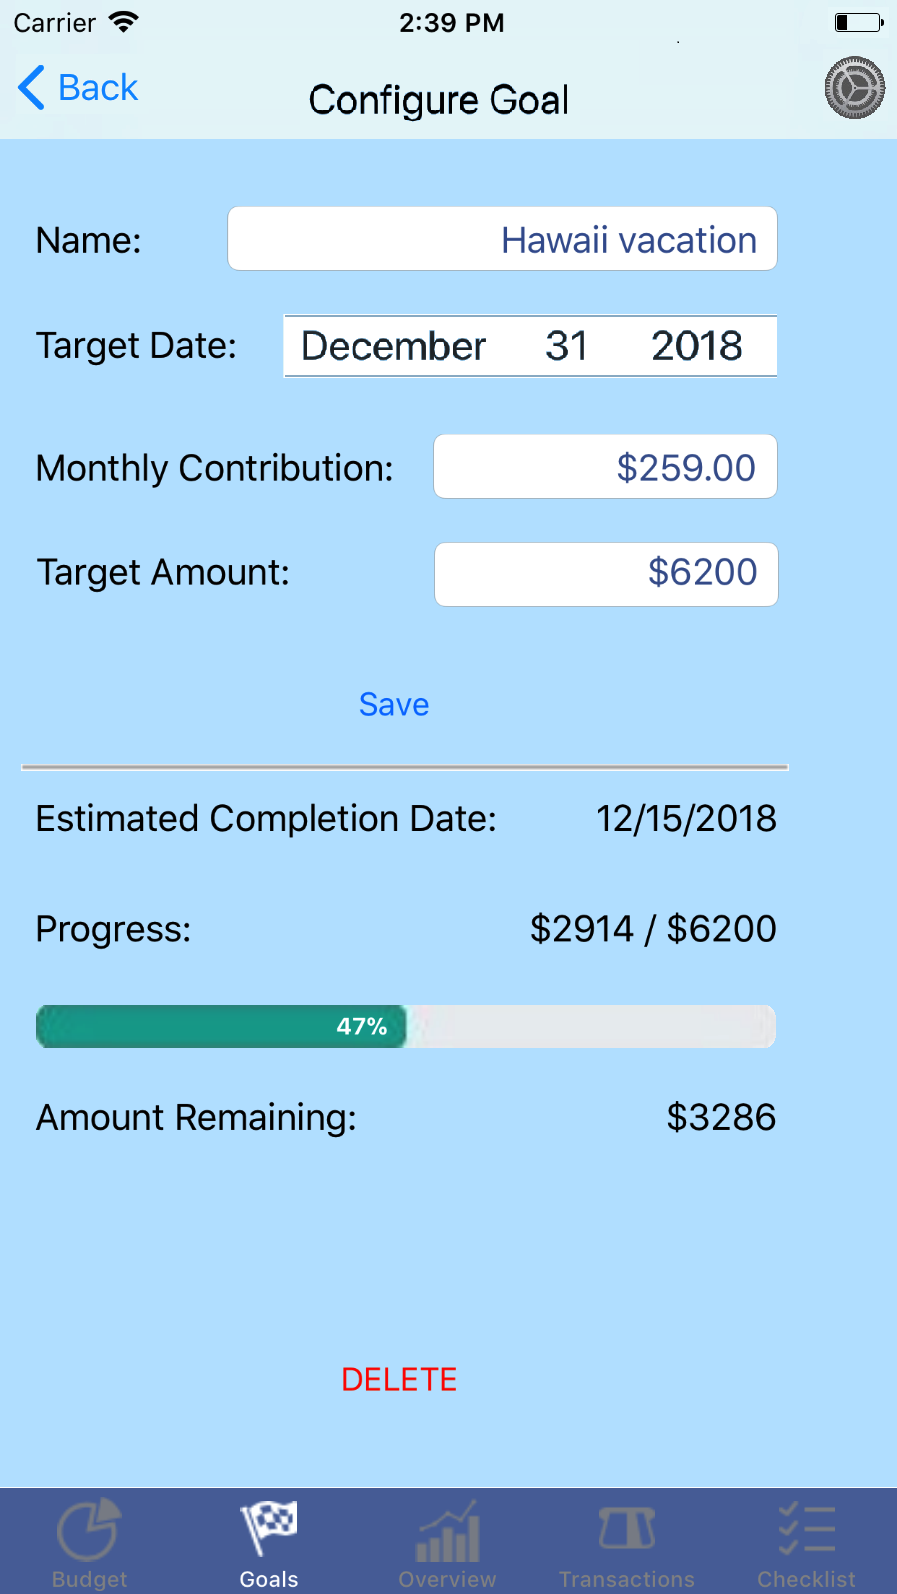 Carrier 2:39 PM
Back Configure Goal
Name: Hawaii vacation
Target Date: December 31 2018
Monthly Contribution: $259.00
Target Amount: $6200
Save
Estimated Completion Date: 12/15/2018
Progress: $2914 / $6200
47%
Amount Remaining: $3286
DELETE
Budget Goals Overview Transactions Checklist